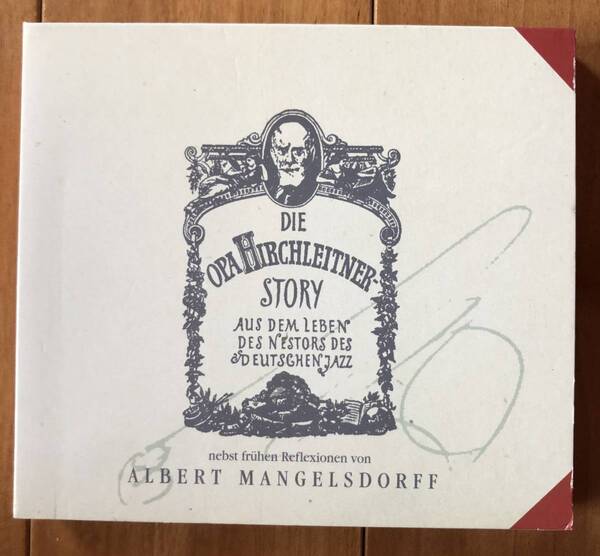 DIE
OPA HIRCHLEITNER-
STORY
AUS DEM LEBEN
DES NESTORS DES
DEUTSCHEN JAZZ
nebst frühen Reflexionen von
ALBERT MANGELSDORFF